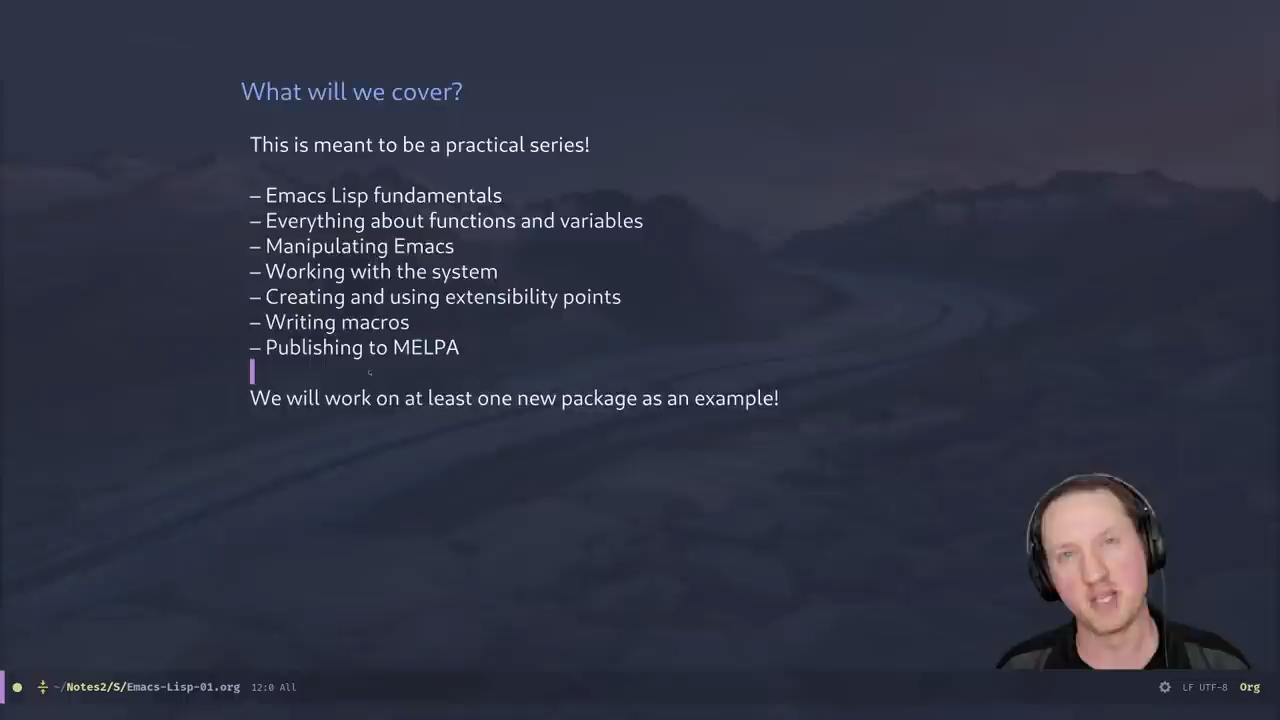 What will we cover?
This is meant to be a practical series!
– Emacs Lisp fundamentals
– Everything about functions and variables
– Manipulating Emacs
– Working with the system
– Creating and using extensibility points
– Writing macros
– Publishing to MELPA
We will work on at least one new package as an example!
~/Notes2/S/Emacs-Lisp-01.org 12:0 All LF UTF-8 Org